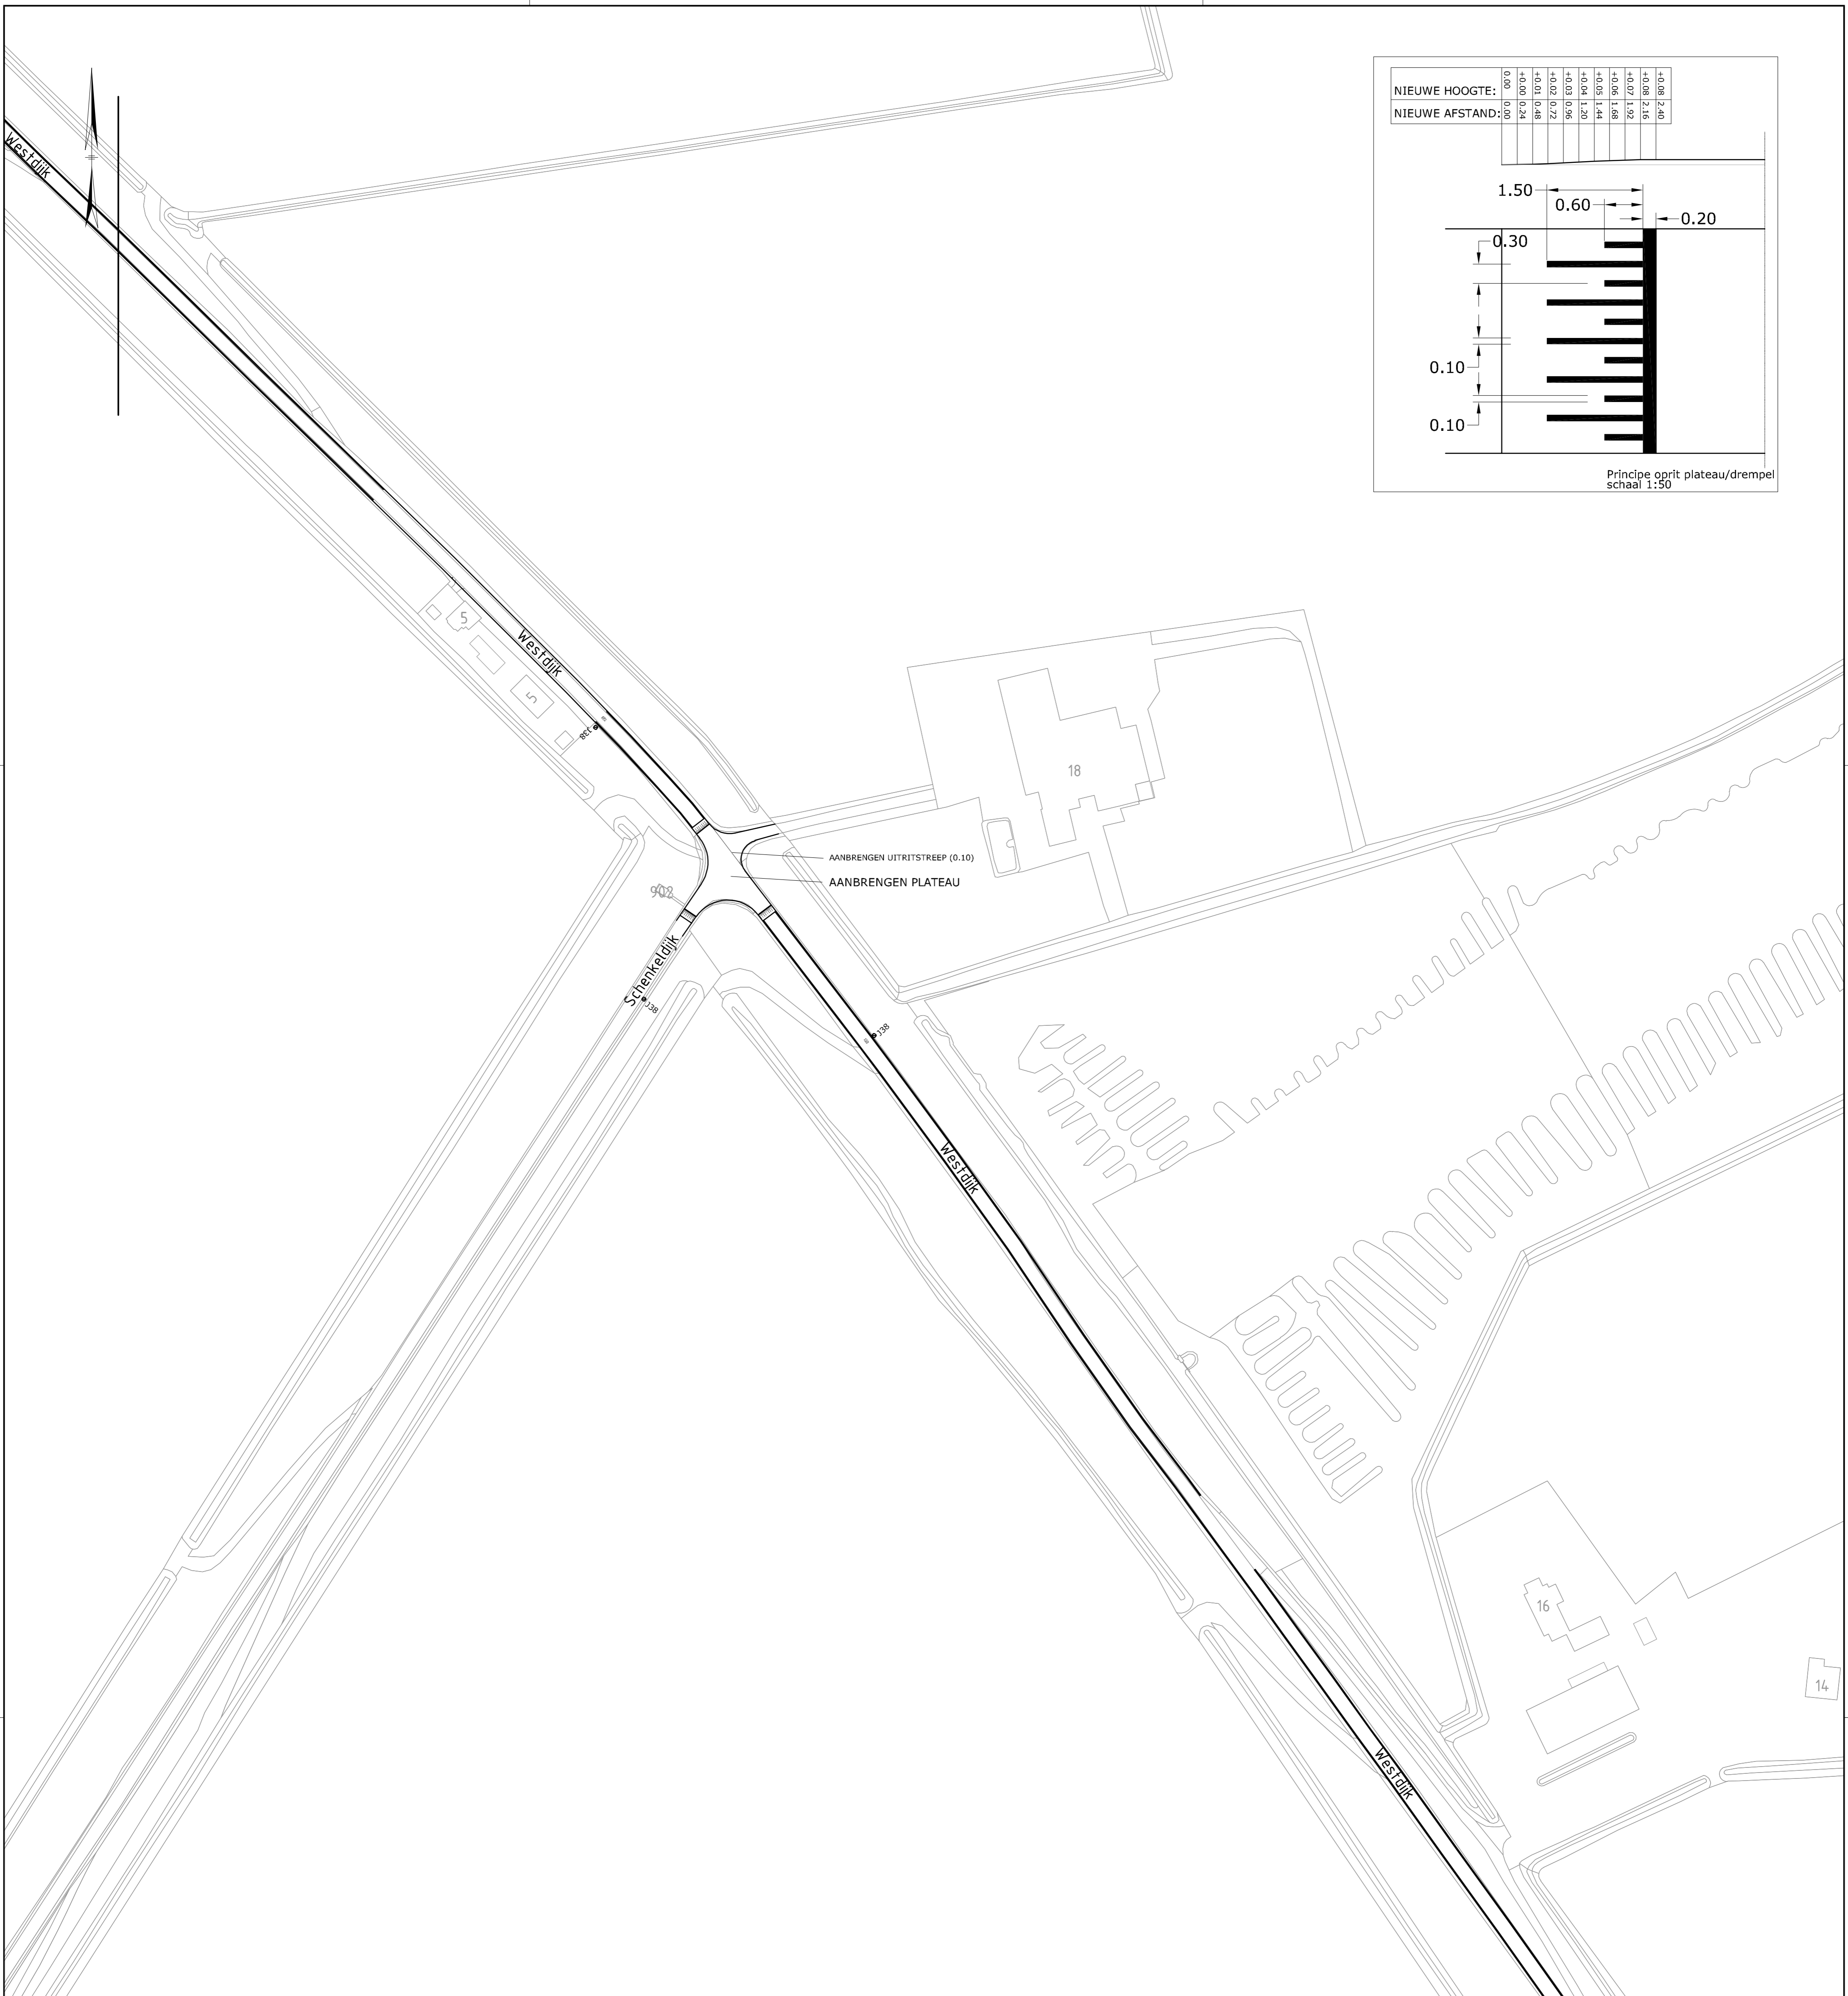 Westdijk
NIEUWE HOOGTE: 0.00 +0.00 +0.01 +0.02 +0.03 +0.04 +0.05 +0.06 +0.07 +0.08 +0.08
NIEUWE AFSTAND: 0.00 0.24 0.48 0.72 0.96 1.20 1.44 1.68 1.92 2.16 2.40
1.50
0.60
0.20
0.30
0.10
0.10
Principe oprit plateau/drempel
schaal 1:50
5
Westdijk
5
J38
18
AANBRENGEN UITRITSTREEP (0.10)
AANBRENGEN PLATEAU
902
Schenkeldijk
J38
J38
Westdijk
16
14
Westdijk